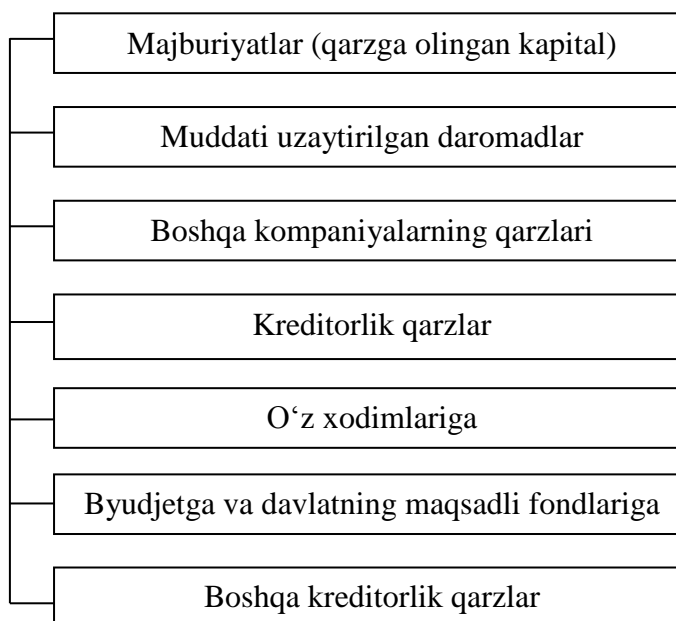 Majburiyatlar (qarzga olingan kapital)
Muddati uzaytirilgan daromadlar
Boshqa kompaniyalarning qarzlari
Kreditorlik qarzlar
O‘z xodimlariga
Byudjetga va davlatning maqsadli fondlariga
Boshqa kreditorlik qarzlar